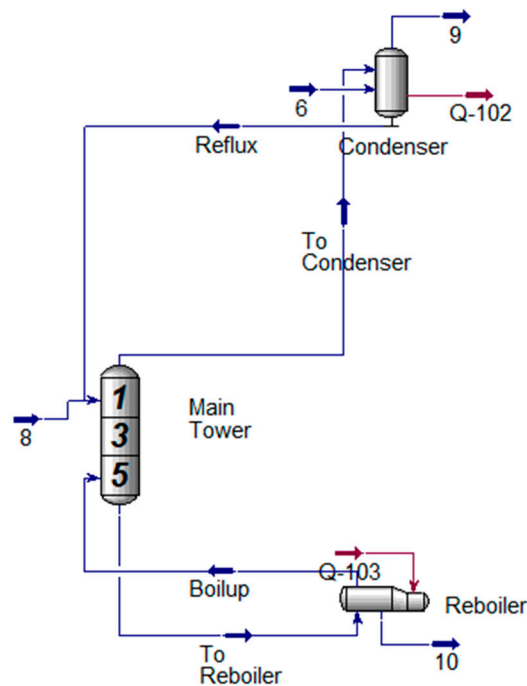 9
6
Q-102
Reflux
Condenser
To
Condenser
1
3
5
Main
Tower
8
Q-103
Boilup
Reboiler
To
Reboiler
10